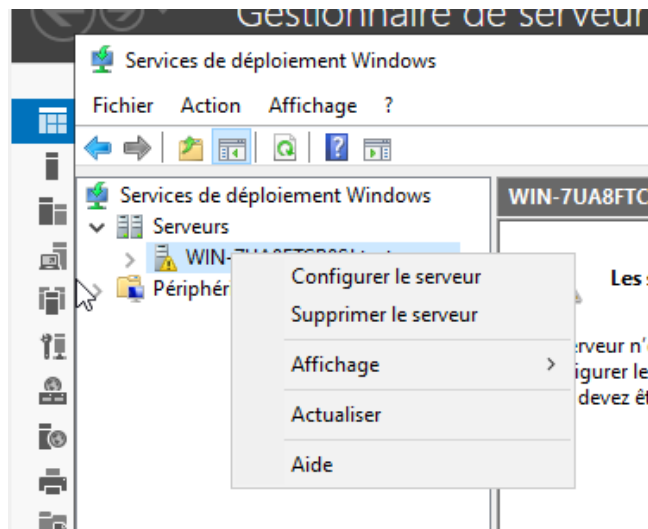 Gestionnaire de serveur
Services de déploiement Windows
Fichier Action Affichage ?
Services de déploiement Windows
WIN-7UA8FTC
Serveurs
WIN-
Périphér
Configurer le serveur
Supprimer le serveur
Affichage
Actualiser
Aide
Les
erveur n'
igurer le
devez êt